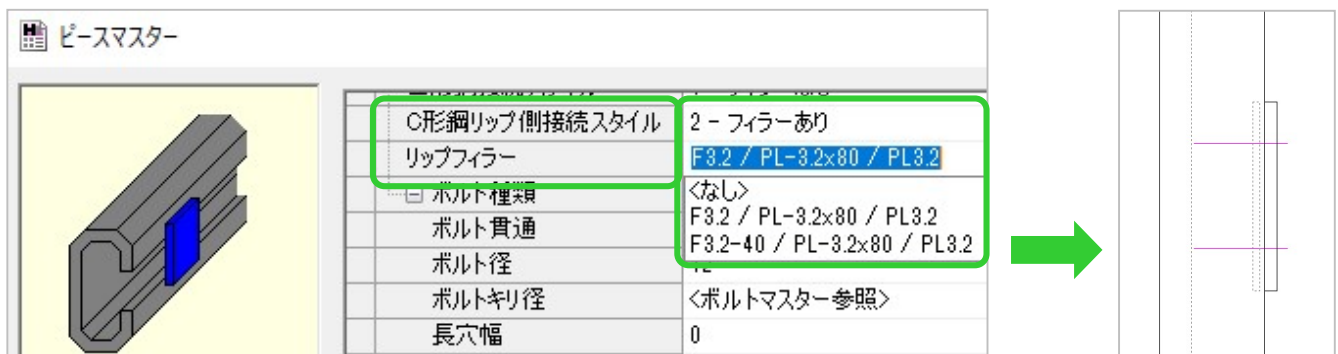 ピースマスター
C形鋼リップ側接続スタイル 2 - フィラーあり
リップフィラー F3.2 / PL-3.2x80 / PL3.2
ボルト種類 <なし>
F3.2 / PL-3.2x80 / PL3.2
ボルト貫通
F3.2-40 / PL-3.2x80 / PL3.2
ボルト径
ボルトキリ径 <ボルトマスター参照>
長穴幅 0